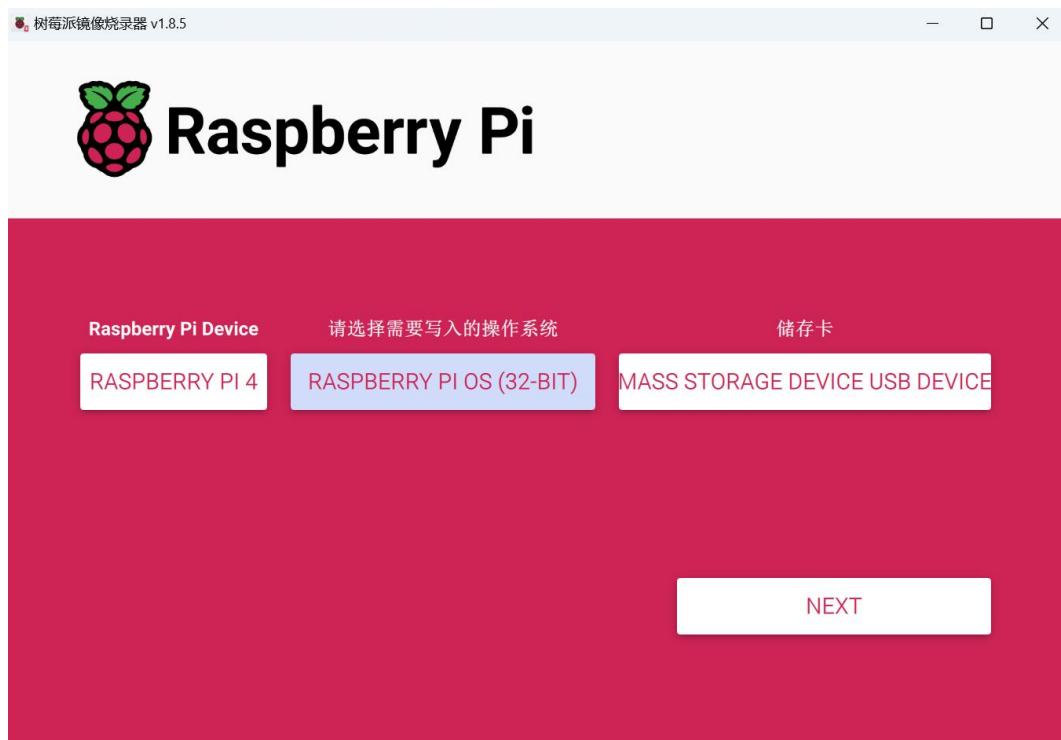 树莓派镜像烧录器 v1.8.5
Raspberry Pi
Raspberry Pi Device
请选择需要写入的操作系统
储存卡
RASPBERRY PI 4
RASPBERRY PI OS (32-BIT)
MASS STORAGE DEVICE USB DEVICE
NEXT